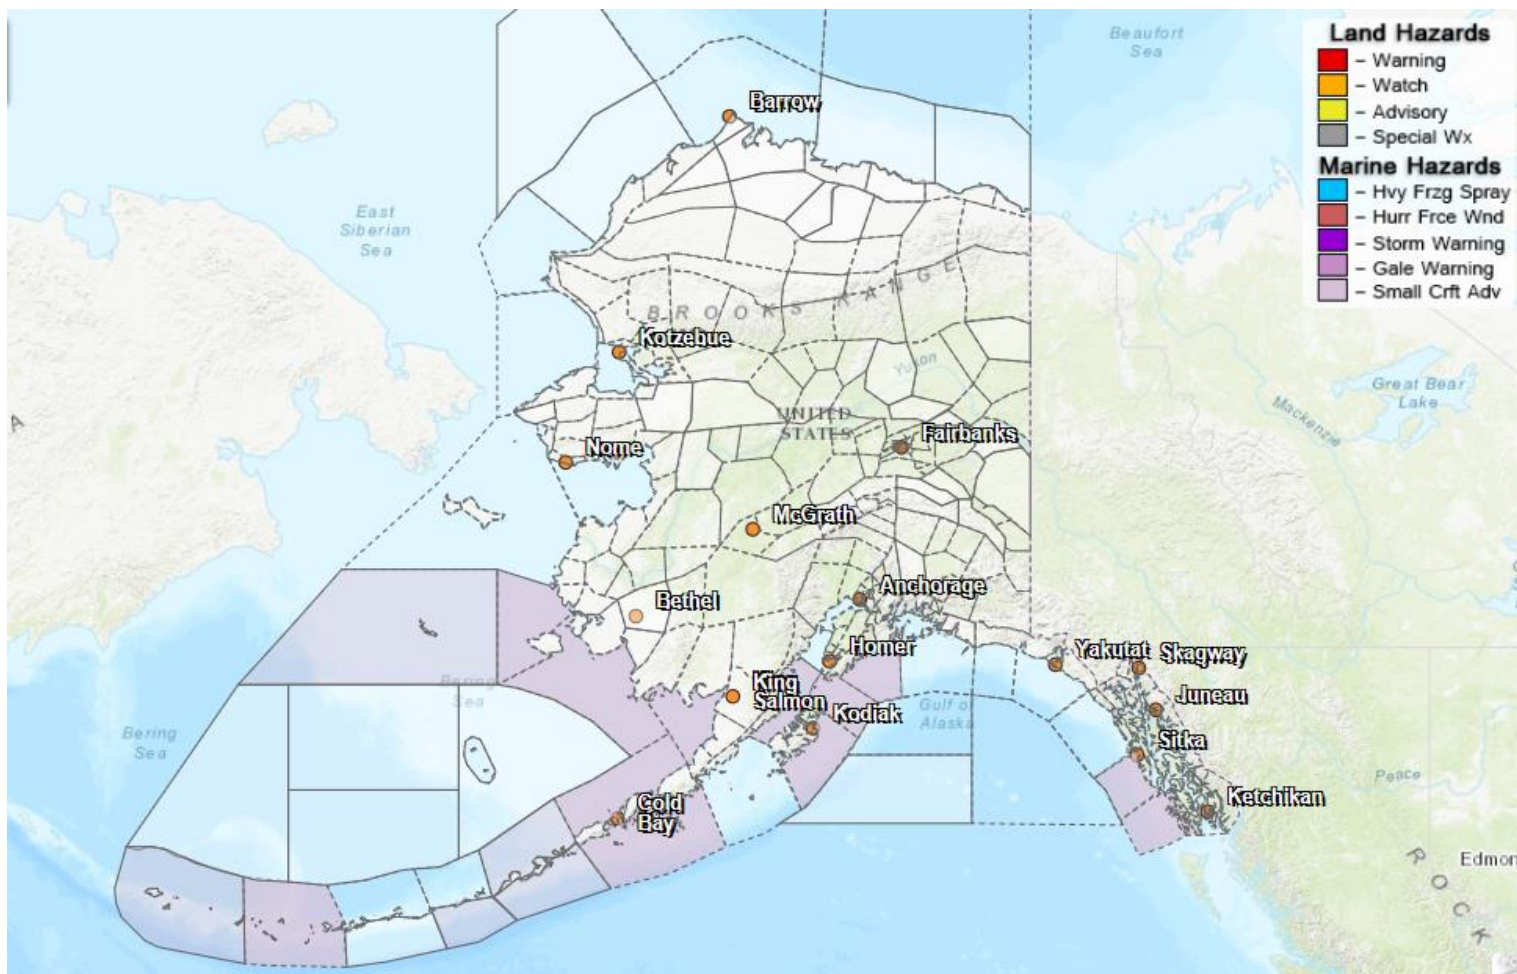 Land Hazards
– Warning
– Watch
– Advisory
– Special Wx
Marine Hazards
– Hvy Frzg Spray
– Hurr Frce Wnd
– Storm Warning
– Gale Warning
– Small Crft Adv
Beaufort
Sea
Barrow
East
Siberian
Sea
BROOKS RANGE
Kotzebue
Yukon
Great Bear
Lake
Mackenzie
A
UNITED
STATES
Fairbanks
Nome
McGrath
Anchorage
Bethel
Homer
Yakutat
Skagway
Bering
Sea
King
Salmon
Gulf of
Alaska
Juneau
Kodiak
Bering
Sea
Sitka
Peace
Cold
Bay
Ketchikan
Edmon
ROCK